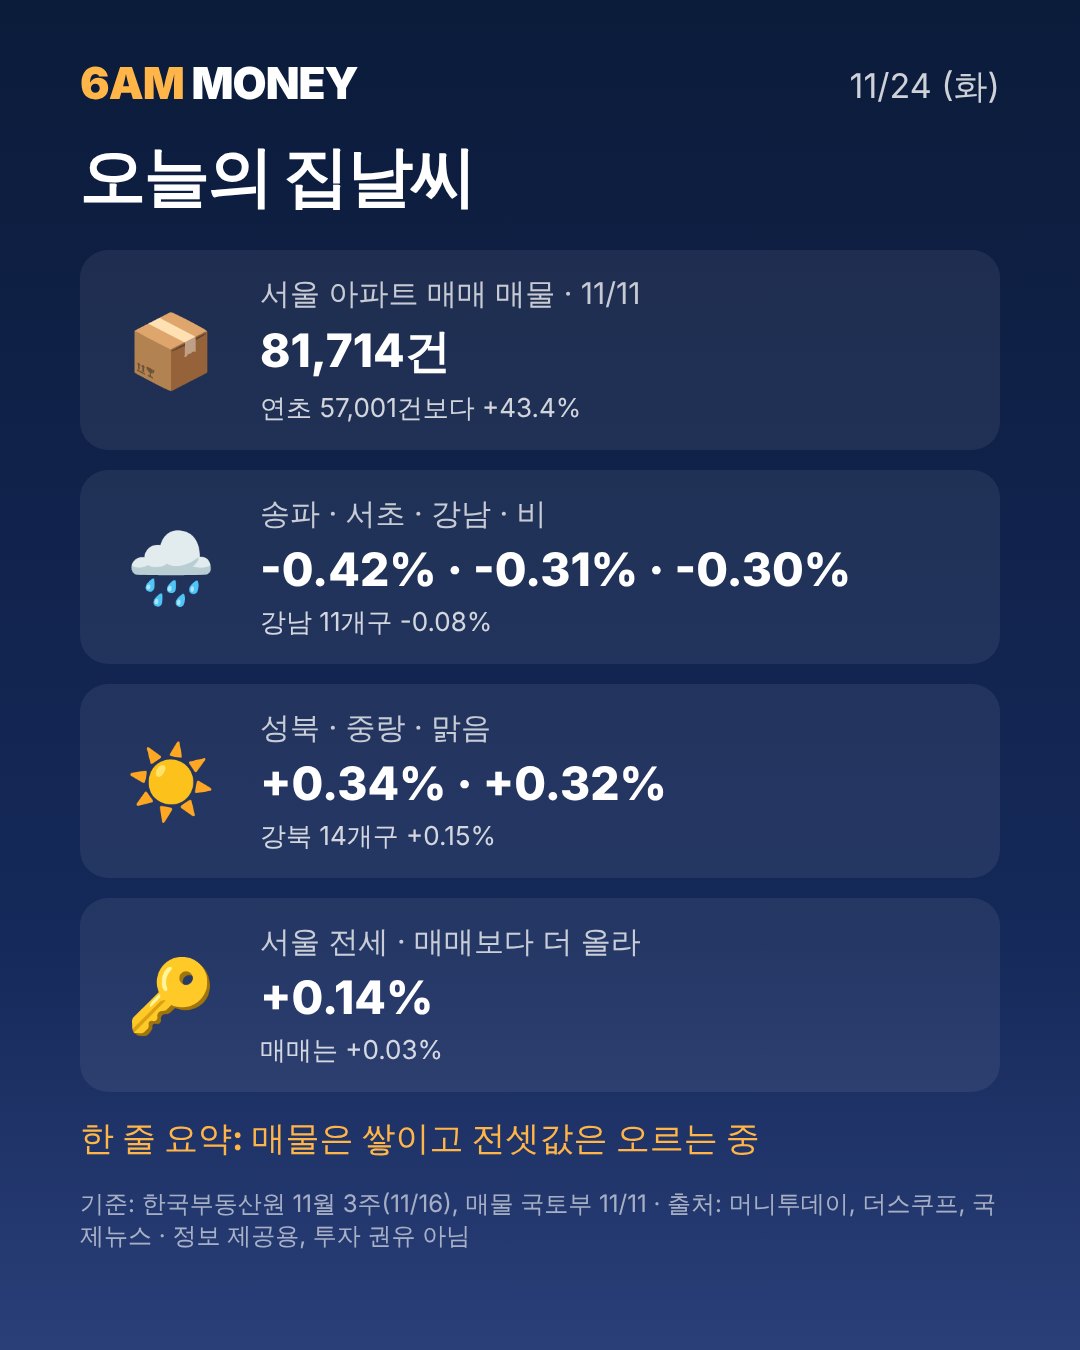 6AM MONEY
11/24 (화)
오늘의 집날씨
서울 아파트 매매 매물 · 11/11
81,714건
연초 57,001건보다 +43.4%
송파 · 서초 · 강남 · 비
-0.42% · -0.31% · -0.30%
강남 11개구 -0.08%
성북 · 중랑 · 맑음
+0.34% · +0.32%
강북 14개구 +0.15%
서울 전세 · 매매보다 더 올라
+0.14%
매매는 +0.03%
한 줄 요약: 매물은 쌓이고 전셋값은 오르는 중
기준: 한국부동산원 11월 3주(11/16), 매물 국토부 11/11 · 출처: 머니투데이, 더스쿠프, 국
제뉴스 · 정보 제공용, 투자 권유 아님